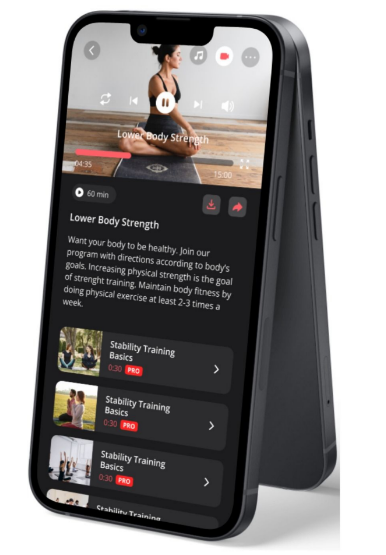 Lower Body Strength
04:35
15:00
60 min
Lower Body Strength
Want your body to be healthy. Join our
program with directions according to body's
goals. Increasing physical strength is the goal
of strenght training. Maintain body fitness by
doing physical exercise at least 2-3 times a
week.
Stability Training
Basics
0:30 PRO
Stability Training
Basics
0:30 PRO
Stability Training
Basics
0:30 PRO
Stability Training